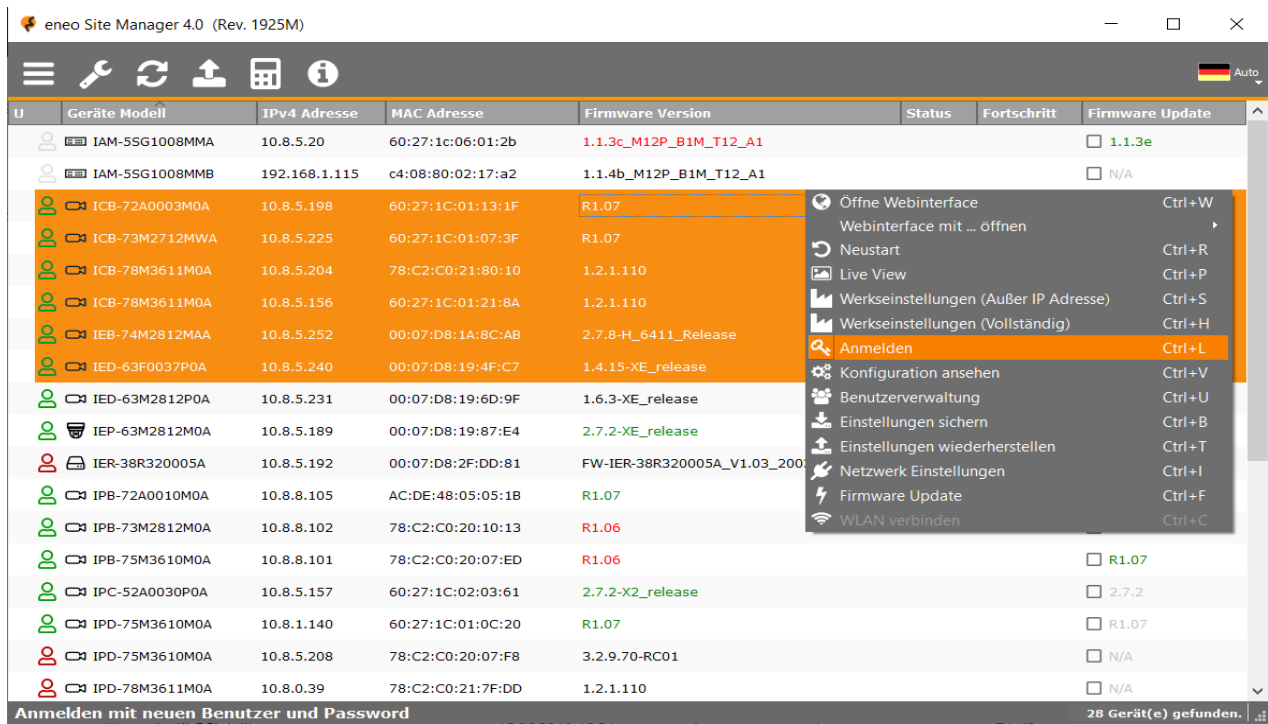 eneo Site Manager 4.0 (Rev. 1925M)
Auto
U Geräte Modell IPv4 Adresse MAC Adresse Firmware Version Status Fortschritt Firmware Update
IAM-5SG1008MMA 10.8.5.20 60:27:1c:06:01:2b 1.1.3c_M12P_B1M_T12_A1 1.1.3e
IAM-5SG1008MMB 192.168.1.115 c4:08:80:02:17:a2 1.1.4b_M12P_B1M_T12_A1 N/A
ICB-72A0003M0A 10.8.5.198 60:27:1C:01:13:1F R1.07
ICB-73M2712MWA 10.8.5.225 60:27:1C:01:07:3F R1.07
ICB-78M3611M0A 10.8.5.204 78:C2:C0:21:80:10 1.2.1.110
ICB-78M3611M0A 10.8.5.156 60:27:1C:01:21:8A 1.2.1.110
IEB-74M2812MAA 10.8.5.252 00:07:D8:1A:8C:AB 2.7.8-H_6411_Release
IED-63F0037P0A 10.8.5.240 00:07:D8:19:4F:C7 1.4.15-XE_release
IED-63M2812P0A 10.8.5.231 00:07:D8:19:6D:9F 1.6.3-XE_release
IEP-63M2812M0A 10.8.5.189 00:07:D8:19:87:E4 2.7.2-XE_release
IER-38R320005A 10.8.5.192 00:07:D8:2F:DD:81 FW-IER-38R320005A_V1.03_200
IPB-72A0010M0A 10.8.8.105 AC:DE:48:05:05:1B R1.07
IPB-73M2812M0A 10.8.8.102 78:C2:C0:20:10:13 R1.06
IPB-75M3610M0A 10.8.8.101 78:C2:C0:20:07:ED R1.06 R1.07
IPC-52A0030P0A 10.8.5.157 60:27:1C:02:03:61 2.7.2-X2_release 2.7.2
IPD-75M3610M0A 10.8.1.140 60:27:1C:01:0C:20 R1.07 R1.07
IPD-75M3610M0A 10.8.5.208 78:C2:C0:20:07:F8 3.2.9.70-RC01 N/A
IPD-78M3611M0A 10.8.0.39 78:C2:C0:21:7F:DD 1.2.1.110 N/A
Öffne Webinterface Ctrl+W
Webinterface mit ... öffnen
Neustart Ctrl+R
Live View Ctrl+P
Werkseinstellungen (Außer IP Adresse) Ctrl+S
Werkseinstellungen (Vollständig) Ctrl+H
Anmelden Ctrl+L
Konfiguration ansehen Ctrl+V
Benutzerverwaltung Ctrl+U
Einstellungen sichern Ctrl+B
Einstellungen wiederherstellen Ctrl+T
Netzwerk Einstellungen Ctrl+I
Firmware Update Ctrl+F
WLAN verbinden Ctrl+C
Anmelden mit neuen Benutzer und Password 28 Gerät(e) gefunden.